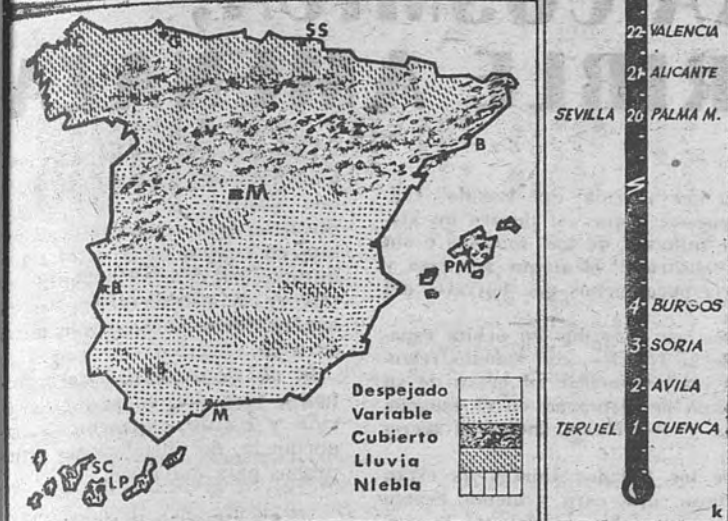 C
G
SS
V
Z
B
M
PM
B
S
M
SC
LP
Despejado
Variable
Cubierto
Lluvia
Niebla
22 VALENCIA
21 ALICANTE
SEVILLA 20 PALMA M.
4 BURGOS
3 SORIA
2 AVILA
TERUEL 1 CUENCA
k